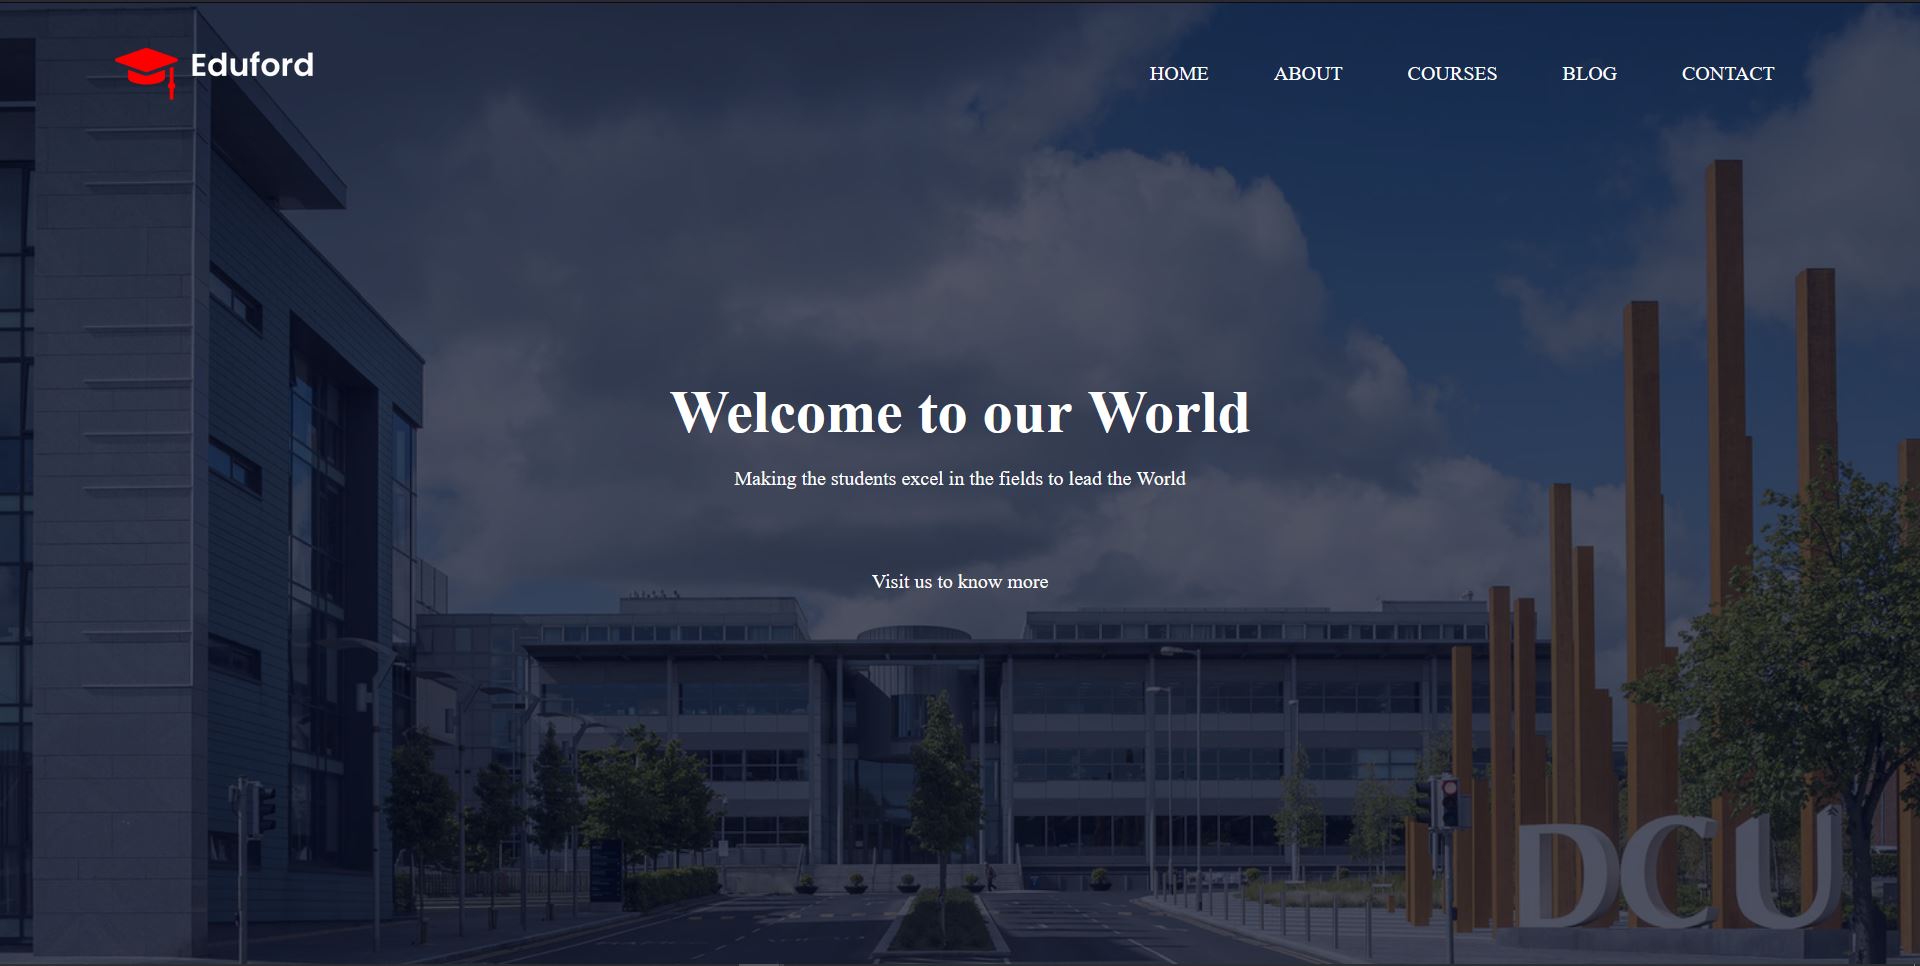 Eduford
HOME ABOUT COURSES BLOG CONTACT
Welcome to our World
Making the students excel in the fields to lead the World
Visit us to know more
DCU